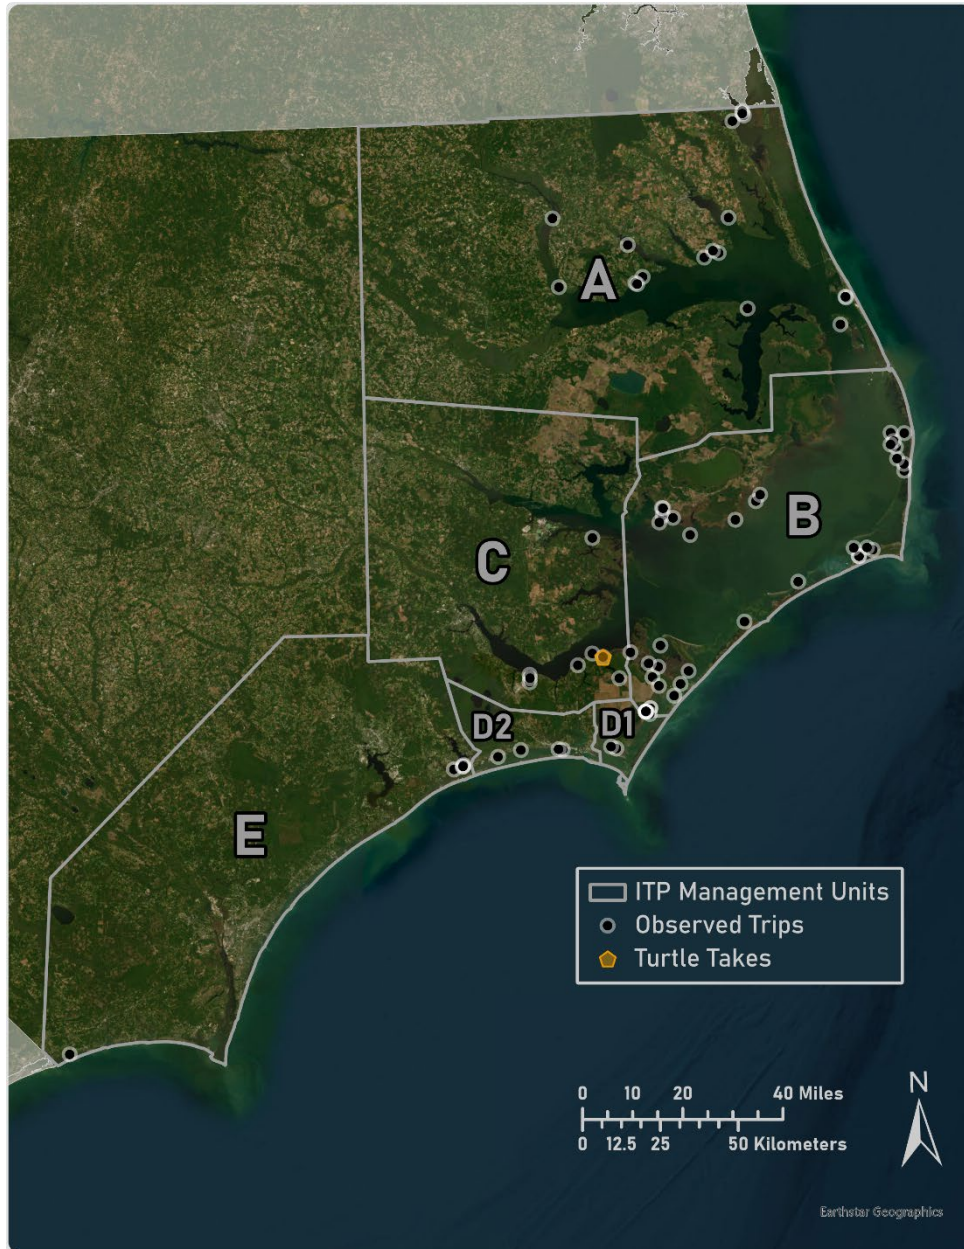 A
B
C
D2
D1
E
ITP Management Units
Observed Trips
Turtle Takes
0 10 20 40 Miles
0 12.5 25 50 Kilometers
N
Earthstar Geographics